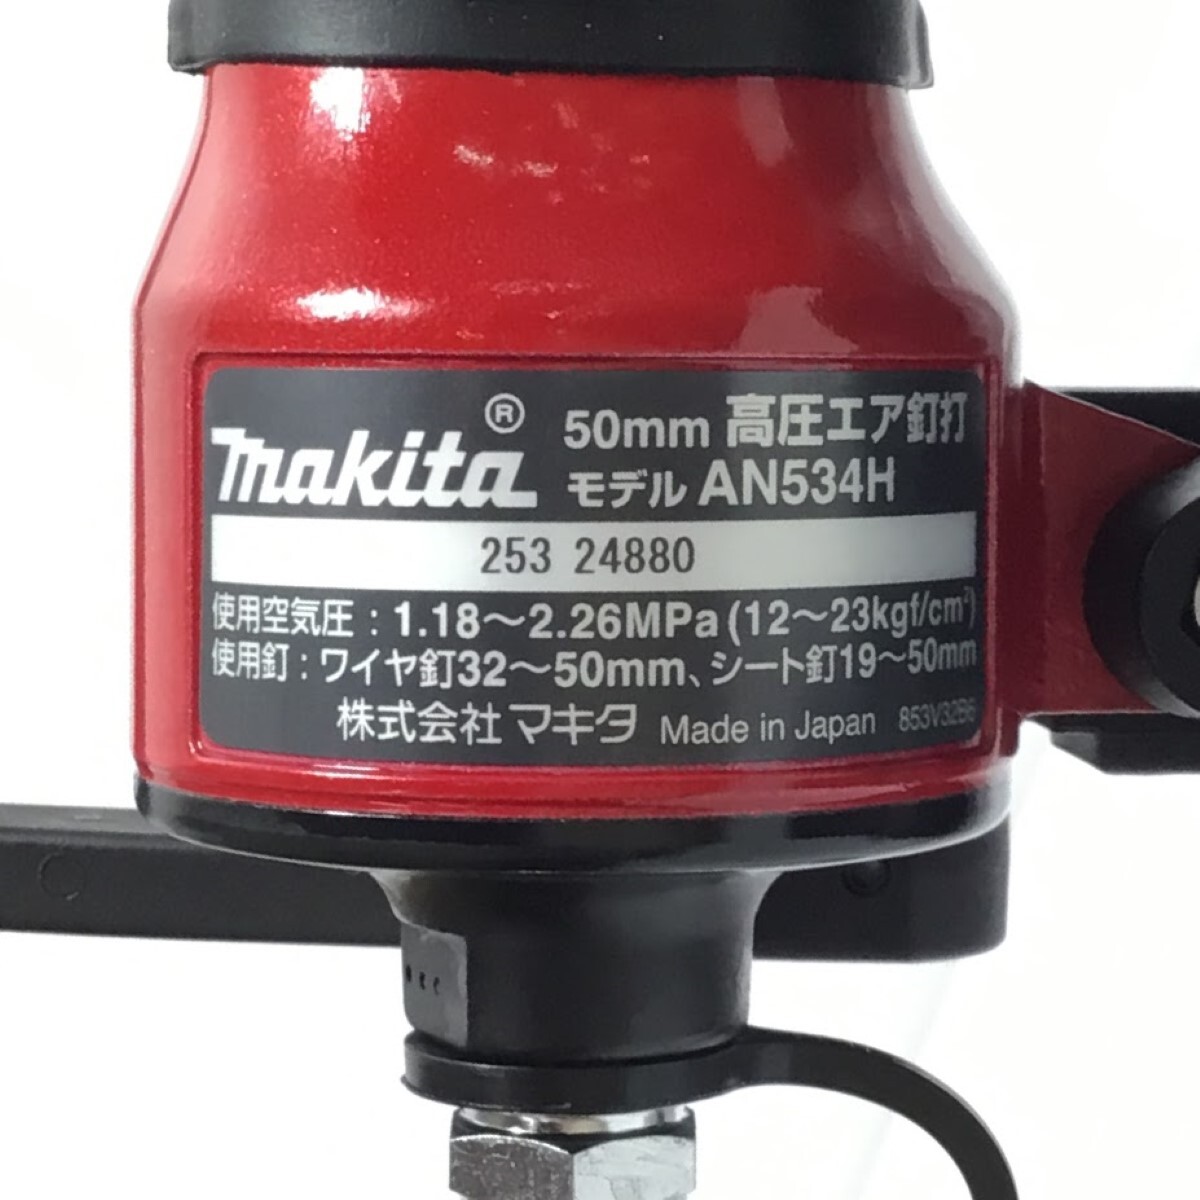 makita® 50mm 高圧エア釘打
モデル AN534H
253 24880
使用空気圧：1.18〜2.26MPa(12〜23kgf/cm²)
使用釘：ワイヤ釘32〜50mm、シート釘19〜50mm
株式会社マキタ Made in Japan 853V32B6